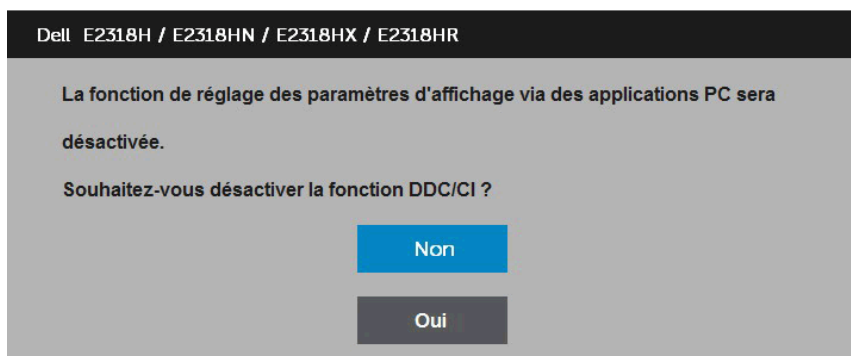 Dell E2318H / E2318HN / E2318HX / E2318HR
La fonction de réglage des paramètres d'affichage via des applications PC sera
désactivée.
Souhaitez-vous désactiver la fonction DDC/CI ?
Non
Oui